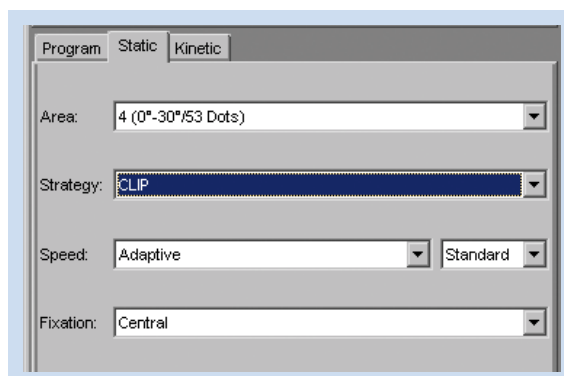 Program Static Kinetic
Area: 4 (0°-30°/53 Dots)
Strategy: CLIP
Speed: Adaptive Standard
Fixation: Central